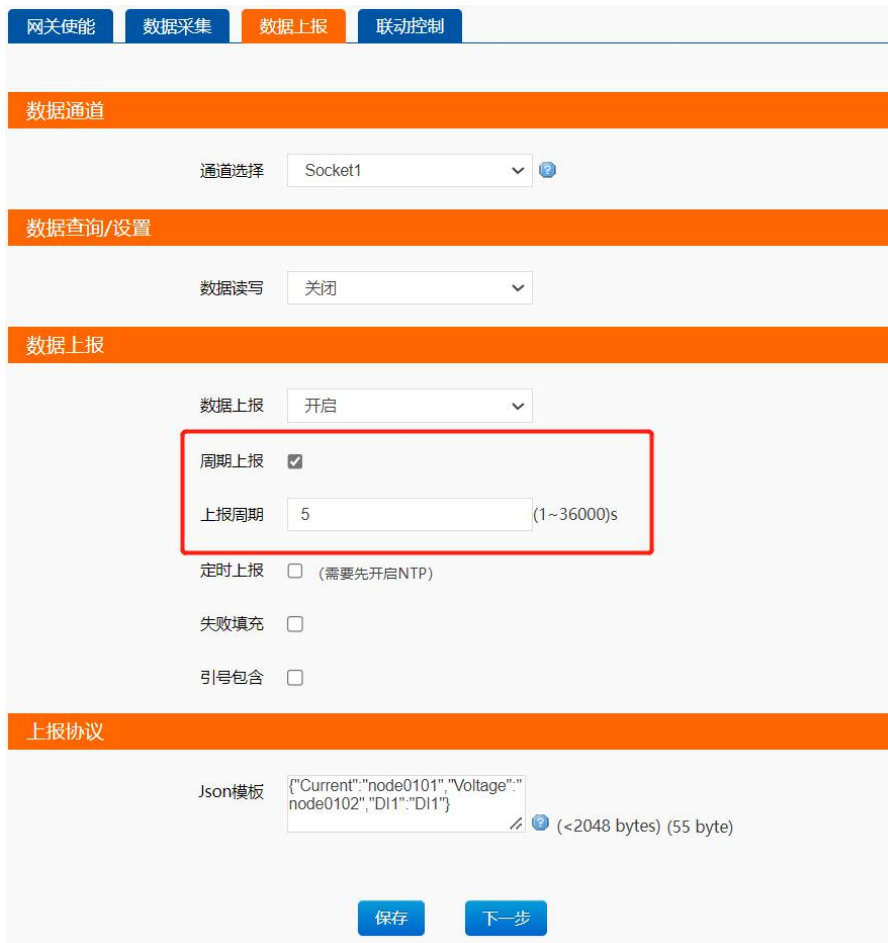 网关使能 数据采集 数据上报 联动控制
数据通道
通道选择 Socket1
数据查询/设置
数据读写 关闭
数据上报
数据上报 开启
周期上报
上报周期 5 (1~36000)s
定时上报 (需要先开启NTP)
失败填充
引号包含
上报协议
Json模板 {"Current":"node0101","Voltage":"
node0102","DI1":"DI1"}
(<2048 bytes) (55 byte)
保存 下一步